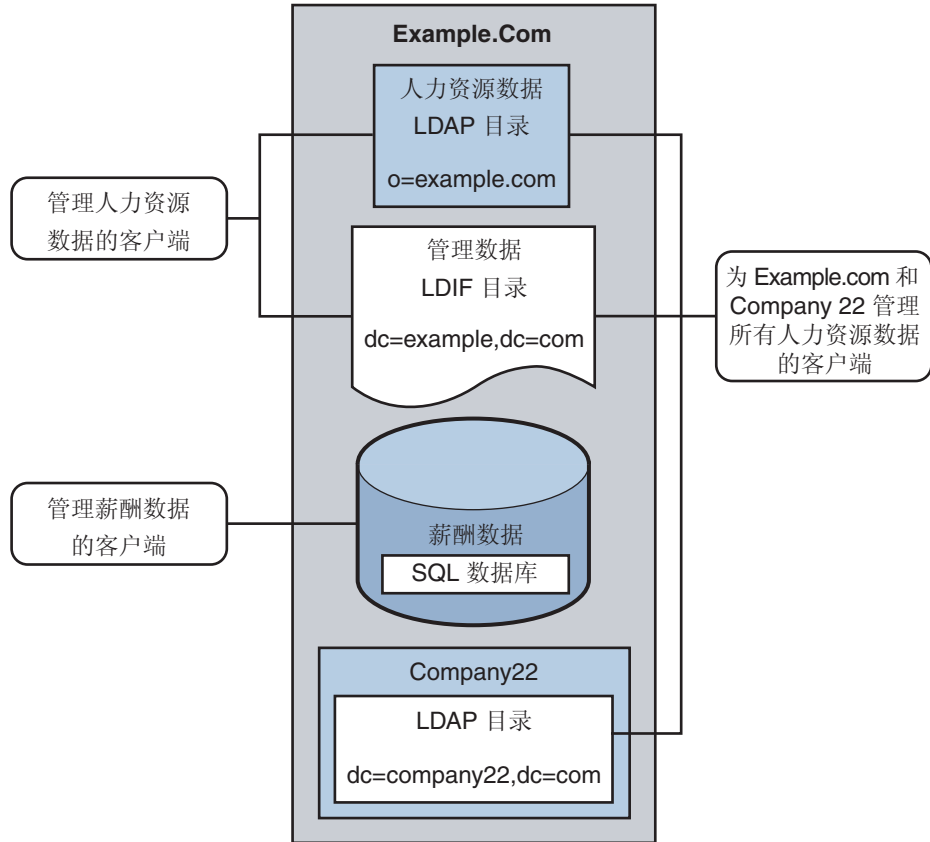 Example.Com
人力资源数据
LDAP 目录
o=example.com
管理人力资源
数据的客户端
管理数据
LDIF 目录
dc=example,dc=com
为 Example.com 和
Company 22 管理
所有人力资源数据
的客户端
管理薪酬数据
的客户端
薪酬数据
SQL 数据库
Company22
LDAP 目录
dc=company22,dc=com